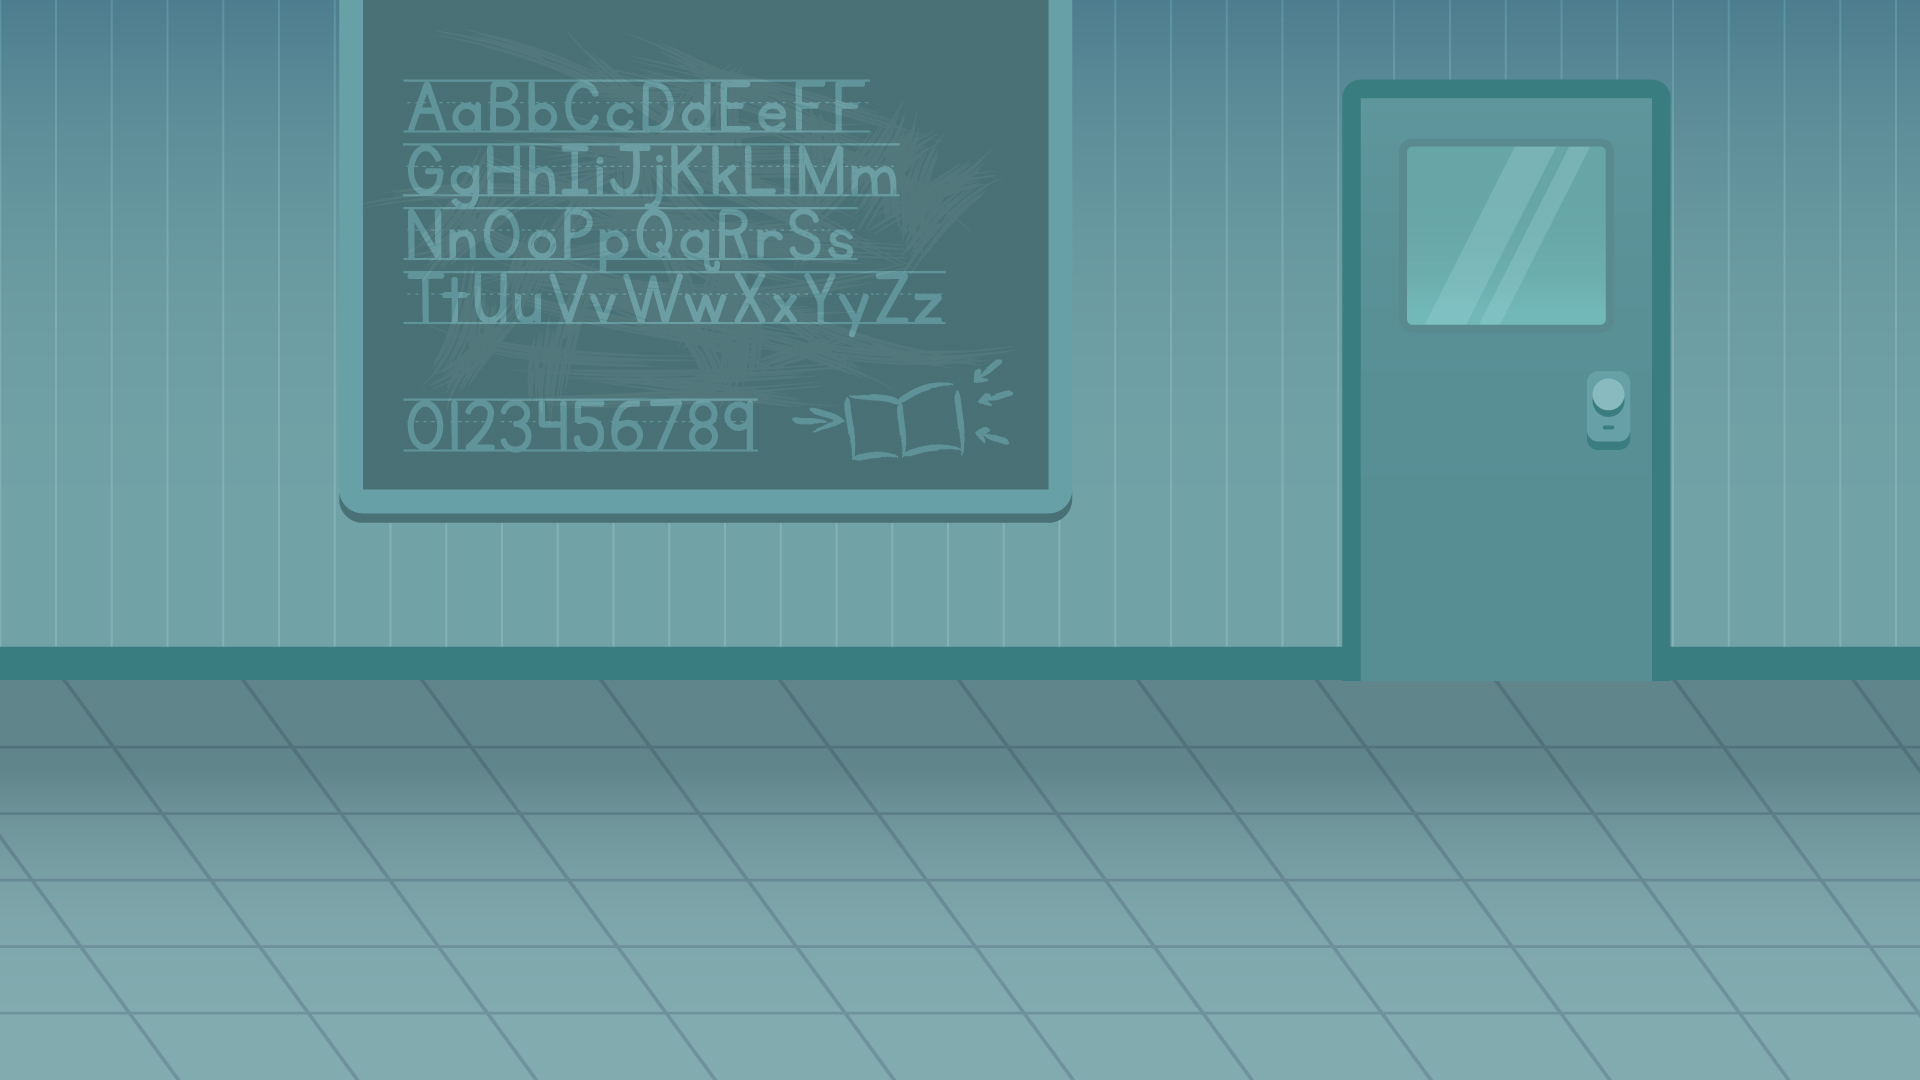 AaBbCcDdEeFF
GgHhIiJjKkLlMm
NnOoPpQqRrSs
TtUuVvWwXxYyZz
0123456789